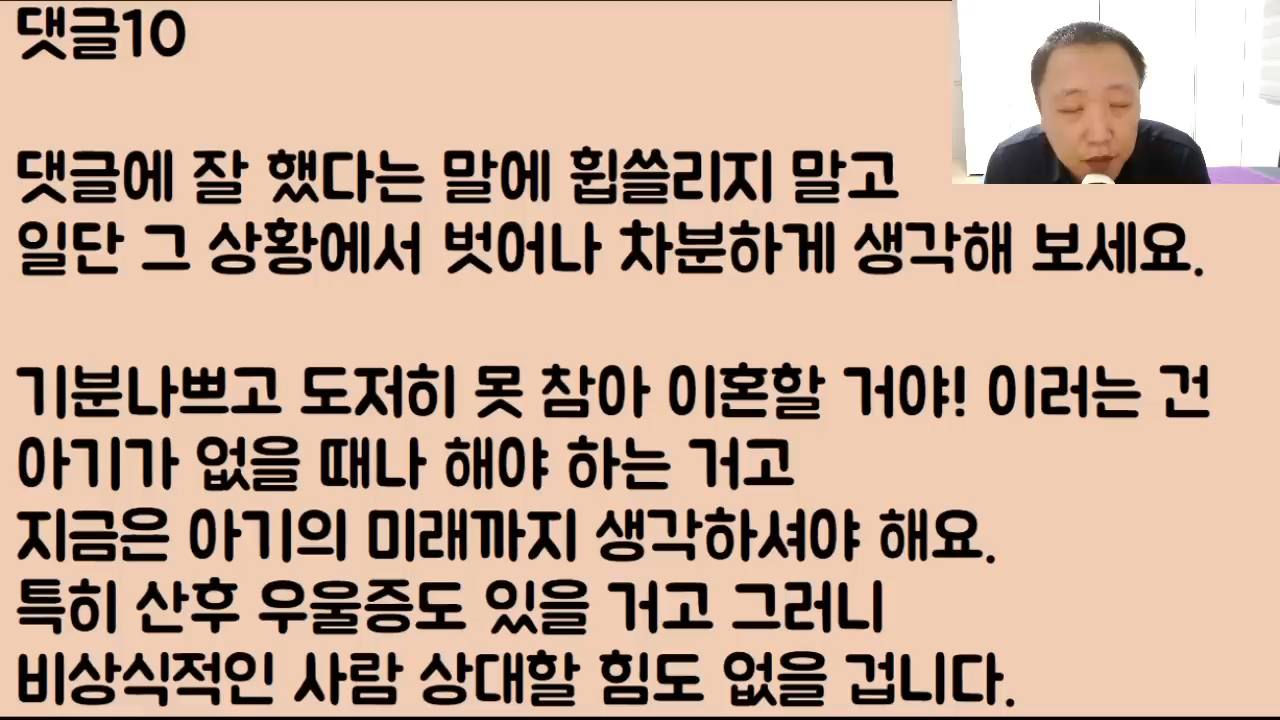 댓글10
댓글에 잘 했다는 말에 휩쓸리지 말고
일단 그 상황에서 벗어나 차분하게 생각해 보세요.
기분나쁘고 도저히 못 참아 이혼할 거야! 이러는 건
아기가 없을 때나 해야 하는 거고
지금은 아기의 미래까지 생각하셔야 해요.
특히 산후 우울증도 있을 거고 그러니
비상식적인 사람 상대할 힘도 없을 겁니다.